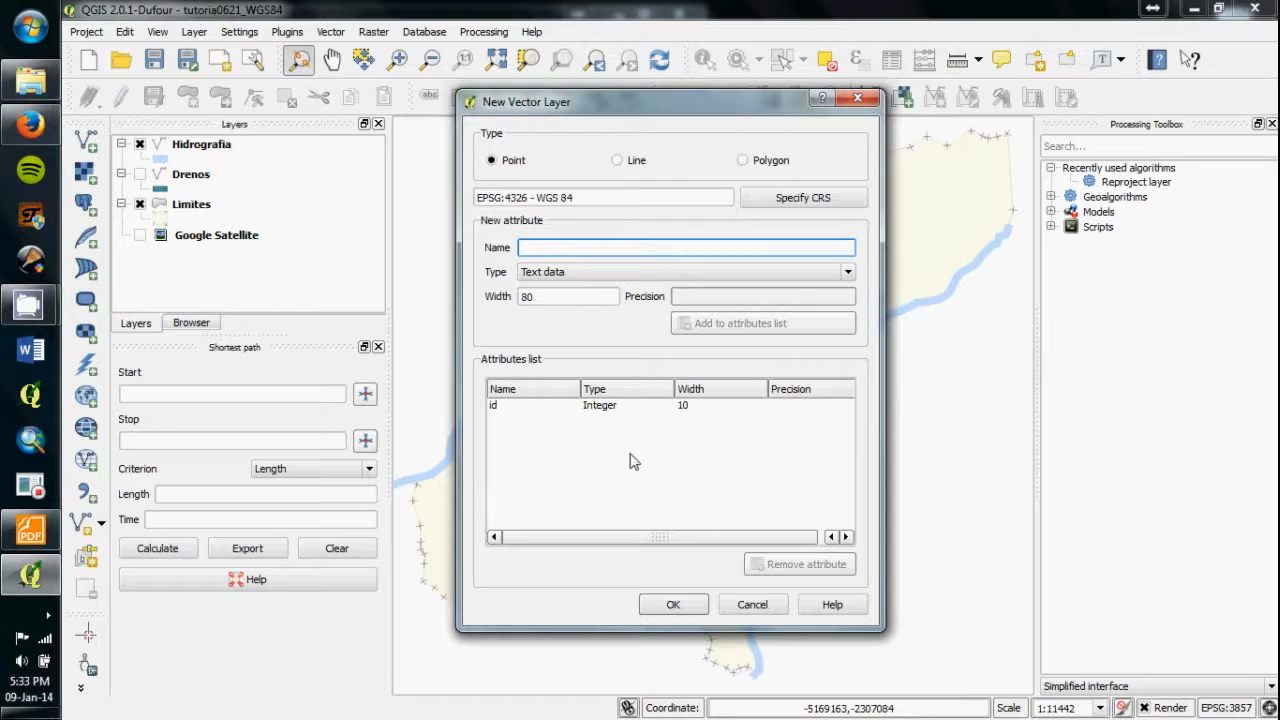 QGIS 2.0.1-Dufour - tutoria0621_WGS84
Project Edit View Layer Settings Plugins Vector Raster Database Processing Help
abc
Layers
Hidrografia
Drenos
Limites
Google Satellite
Layers Browser
Shortest path
Start
Stop
Criterion Length
Length
Time
Calculate Export Clear
Help
New Vector Layer
Type
Point Line Polygon
EPSG:4326 - WGS 84 Specify CRS
New attribute
Name
Type Text data
Width 80 Precision
Add to attributes list
Attributes list
Name Type Width Precision
id Integer 10
Remove attribute
OK Cancel Help
Processing Toolbox
Search...
Recently used algorithms
Reproject layer
Geoalgorithms
Models
Scripts
Simplified interface
Coordinate: -5169163,-2307084 Scale 1:11442 Render EPSG:3857
PDF
5:33 PM
09-Jan-14